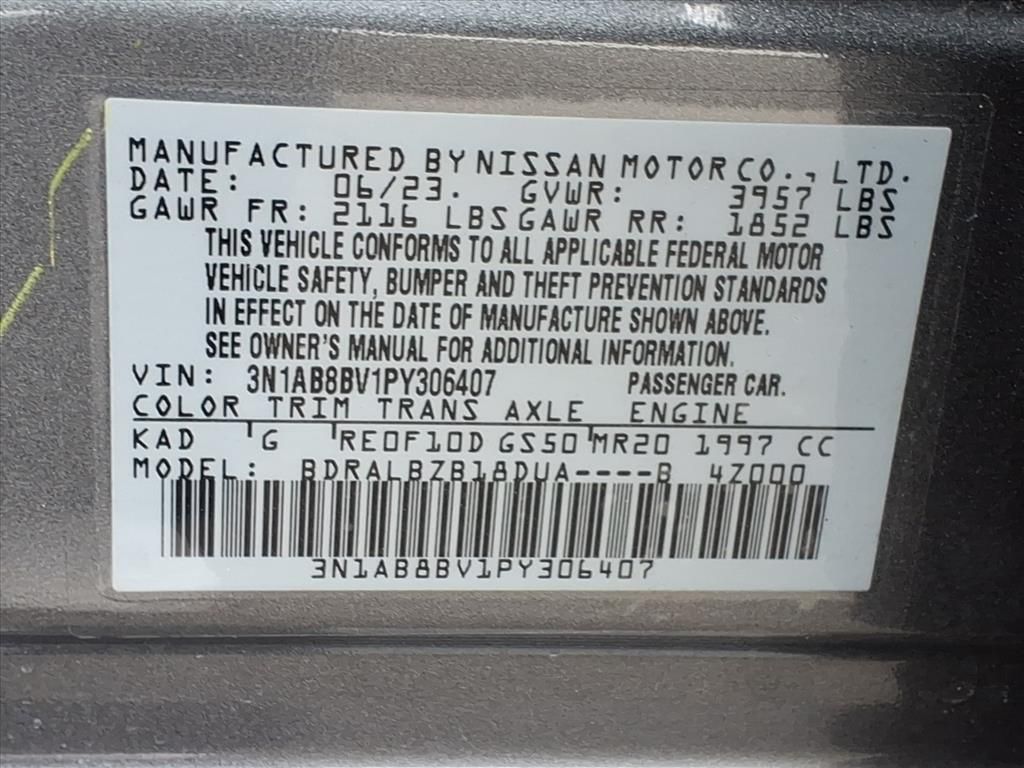 MANUFACTURED BY NISSAN MOTOR CO., LTD.
DATE: 06/23. GVWR: 3957 LBS
GAWR FR: 2116 LBS GAWR RR: 1852 LBS
THIS VEHICLE CONFORMS TO ALL APPLICABLE FEDERAL MOTOR
VEHICLE SAFETY, BUMPER AND THEFT PREVENTION STANDARDS
IN EFFECT ON THE DATE OF MANUFACTURE SHOWN ABOVE.
SEE OWNER'S MANUAL FOR ADDITIONAL INFORMATION.
VIN: 3N1AB8BV1PY306407 PASSENGER CAR.
COLOR TRIM TRANS AXLE ENGINE
KAD G RE0F10D GS50 MR20 1997 CC
MODEL: BDRALBZB18DUA----B 4Z000
3N1AB8BV1PY306407